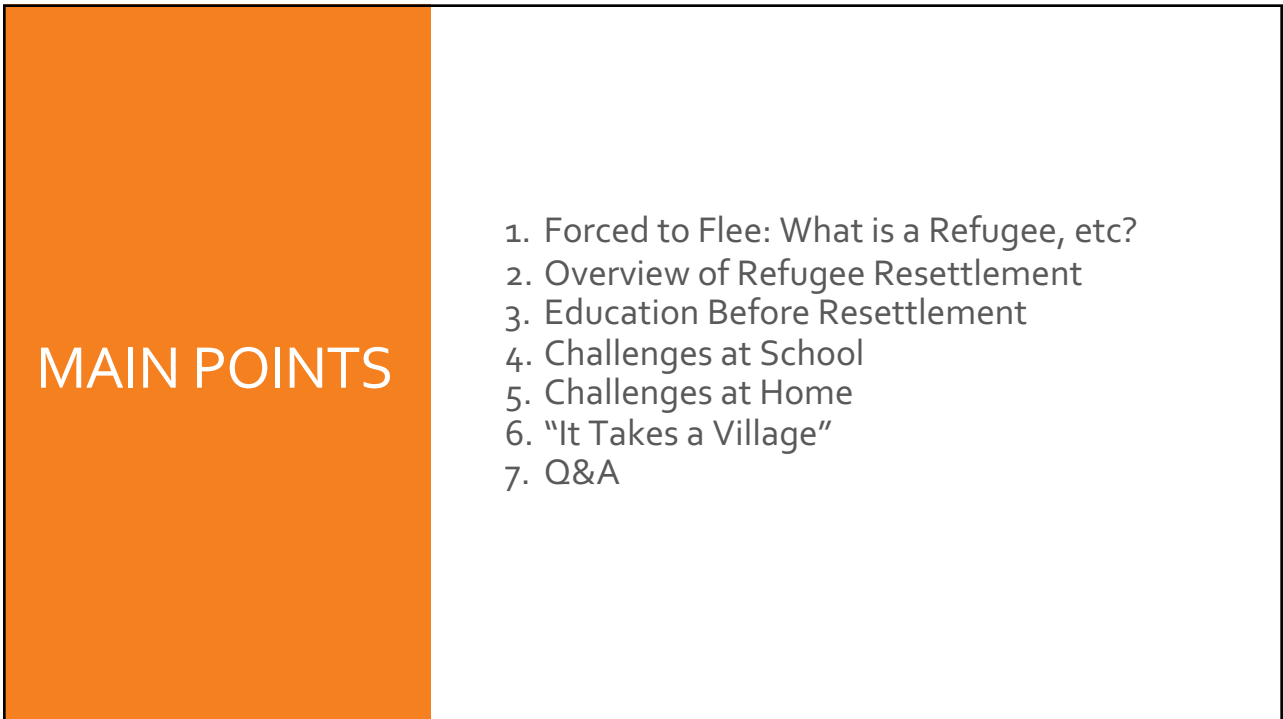 MAIN POINTS
1. Forced to Flee: What is a Refugee, etc?
2. Overview of Refugee Resettlement
3. Education Before Resettlement
4. Challenges at School
5. Challenges at Home
6. “It Takes a Village”
7. Q&A